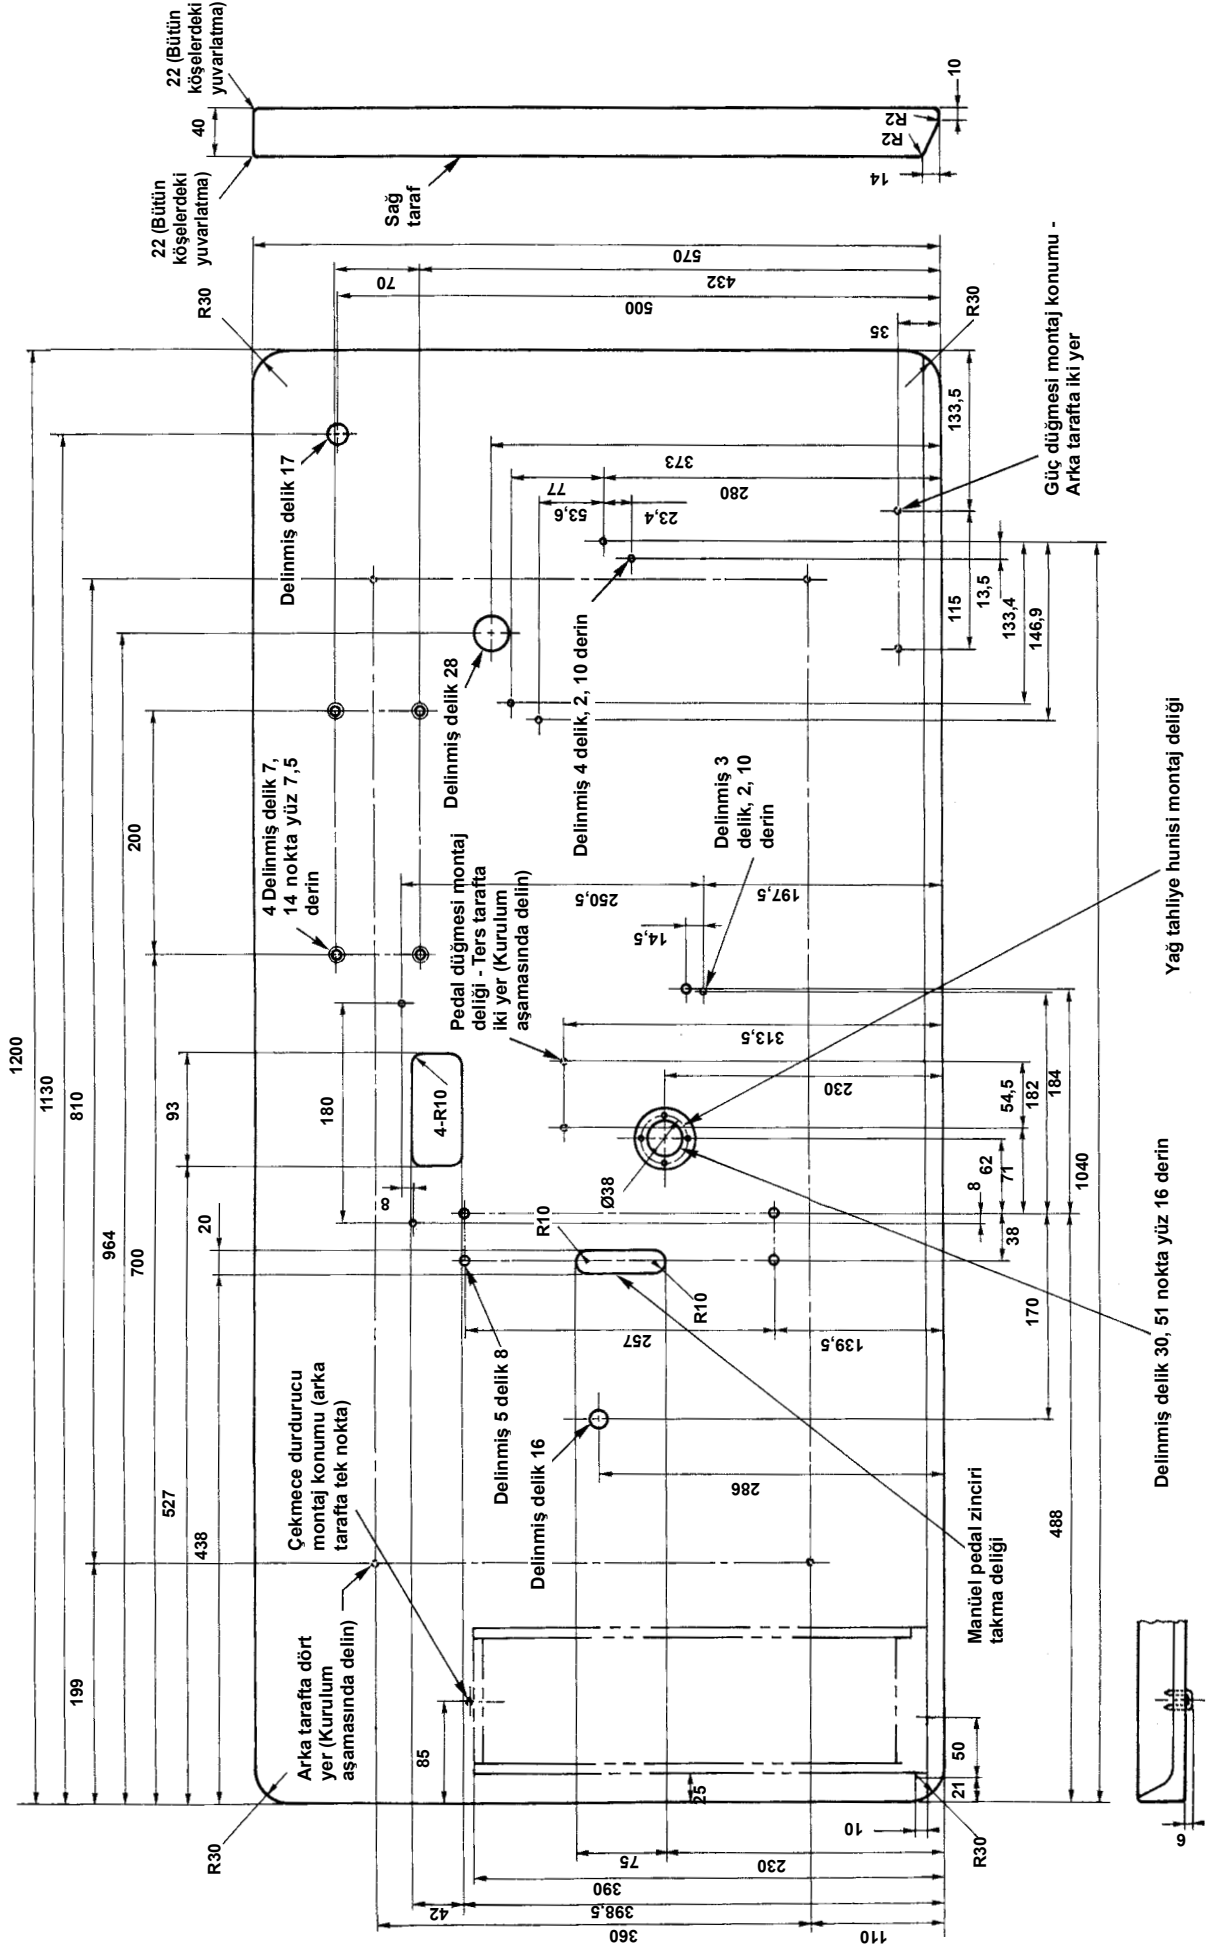 22 (Bütün
köşelerdeki
yuvarlatma)
40
22 (Bütün
köşelerdeki
yuvarlatma)
Sağ
taraf
10
R2
R2
14
R30
570
70
432
500
R30
35
Güç düğmesi montaj konumu -
Arka tarafta iki yer
1200
1130
810
964
700
200
93
180
20
527
438
199
Delinmiş delik 17
373
77
280
53,6
23,4
133,5
115
13,5
133,4
146,9
Delinmiş delik 28
Delinmiş 4 delik, 2, 10 derin
4 Delinmiş delik 7,
14 nokta yüz 7,5
derin
Delinmiş 3
delik, 2, 10
derin
250,5
197,5
14,5
Pedal düğmesi montaj
deliği - Ters tarafta
iki yer (Kurulum
aşamasında delin)
313,5
230
4-R10
8
Ø38
R10
R10
54,5
182
184
62
71
8
38
1040
170
488
Yağ tahliye hunisi montaj deliği
Delinmiş delik 30, 51 nokta yüz 16 derin
257
139,5
Delinmiş 5 delik 8
Delinmiş delik 16
286
Manüel pedal zinciri
takma deliği
Çekmece durdurucu
montaj konumu (arka
tarafta tek nokta)
Arka tarafta dört
yer (Kurulum
aşamasında delin)
85
25
50
21
10
R30
R30
75
230
390
42
398,5
360
110
9